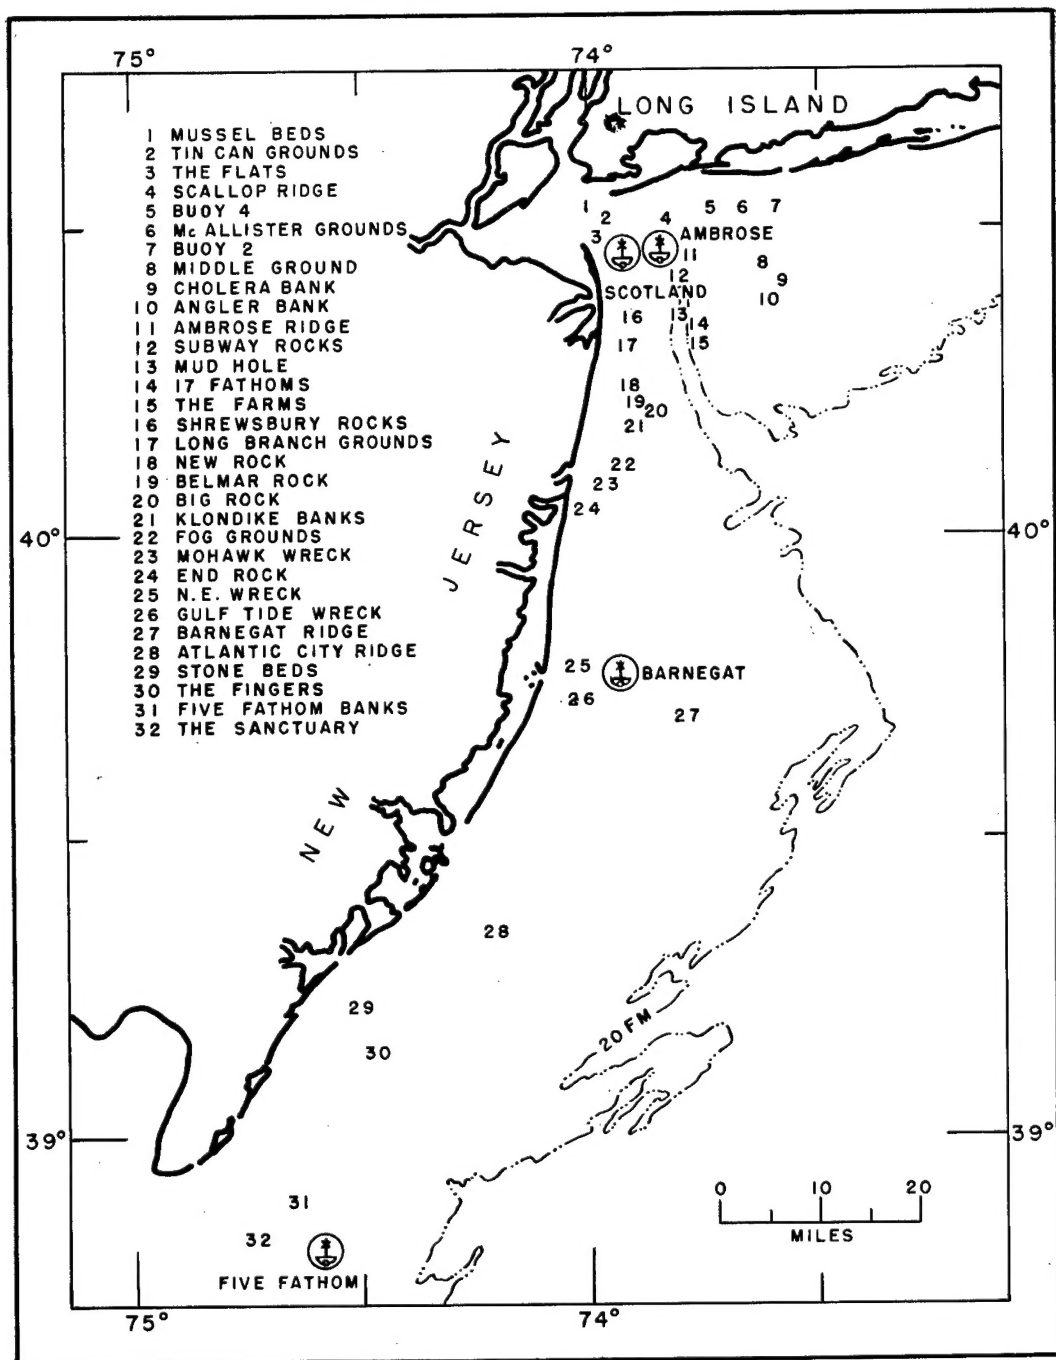 75° 74°
LONG ISLAND
1 MUSSEL BEDS
2 TIN CAN GROUNDS
3 THE FLATS
4 SCALLOP RIDGE
5 BUOY 4
6 McALLISTER GROUNDS
7 BUOY 2
8 MIDDLE GROUND
9 CHOLERA BANK
10 ANGLER BANK
11 AMBROSE RIDGE
12 SUBWAY ROCKS
13 MUD HOLE
14 17 FATHOMS
15 THE FARMS
16 SHREWSBURY ROCKS
17 LONG BRANCH GROUNDS
18 NEW ROCK
19 BELMAR ROCK
20 BIG ROCK
21 KLONDIKE BANKS
22 FOG GROUNDS
23 MOHAWK WRECK
24 END ROCK
25 N.E. WRECK
26 GULF TIDE WRECK
27 BARNEGAT RIDGE
28 ATLANTIC CITY RIDGE
29 STONE BEDS
30 THE FINGERS
31 FIVE FATHOM BANKS
32 THE SANCTUARY
1 2 3 4 5 6 7
AMBROSE
11 8
12 9
SCOTLAND 10
16 13 14
17 15
18
19 20
21
22
23
24
40° 40°
NEW JERSEY
25 BARNEGAT
26 27
28
29
20 FM
30
39° 39°
0 10 20
MILES
31
32
FIVE FATHOM
75° 74°